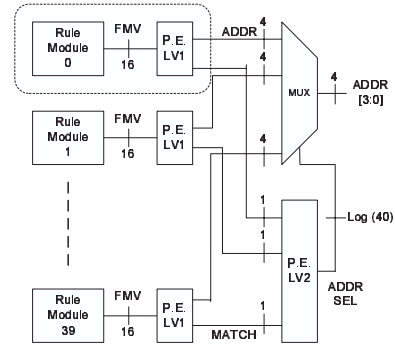 Rule
Module
0
FMV
16
P.E.
LV1
ADDR
4
4
MUX
4
ADDR
[3:0]
Rule
Module
1
FMV
16
P.E.
LV1
4
1
1
P.E.
LV2
Log (40)
ADDR
SEL
Rule
Module
39
FMV
16
P.E.
LV1
MATCH
1